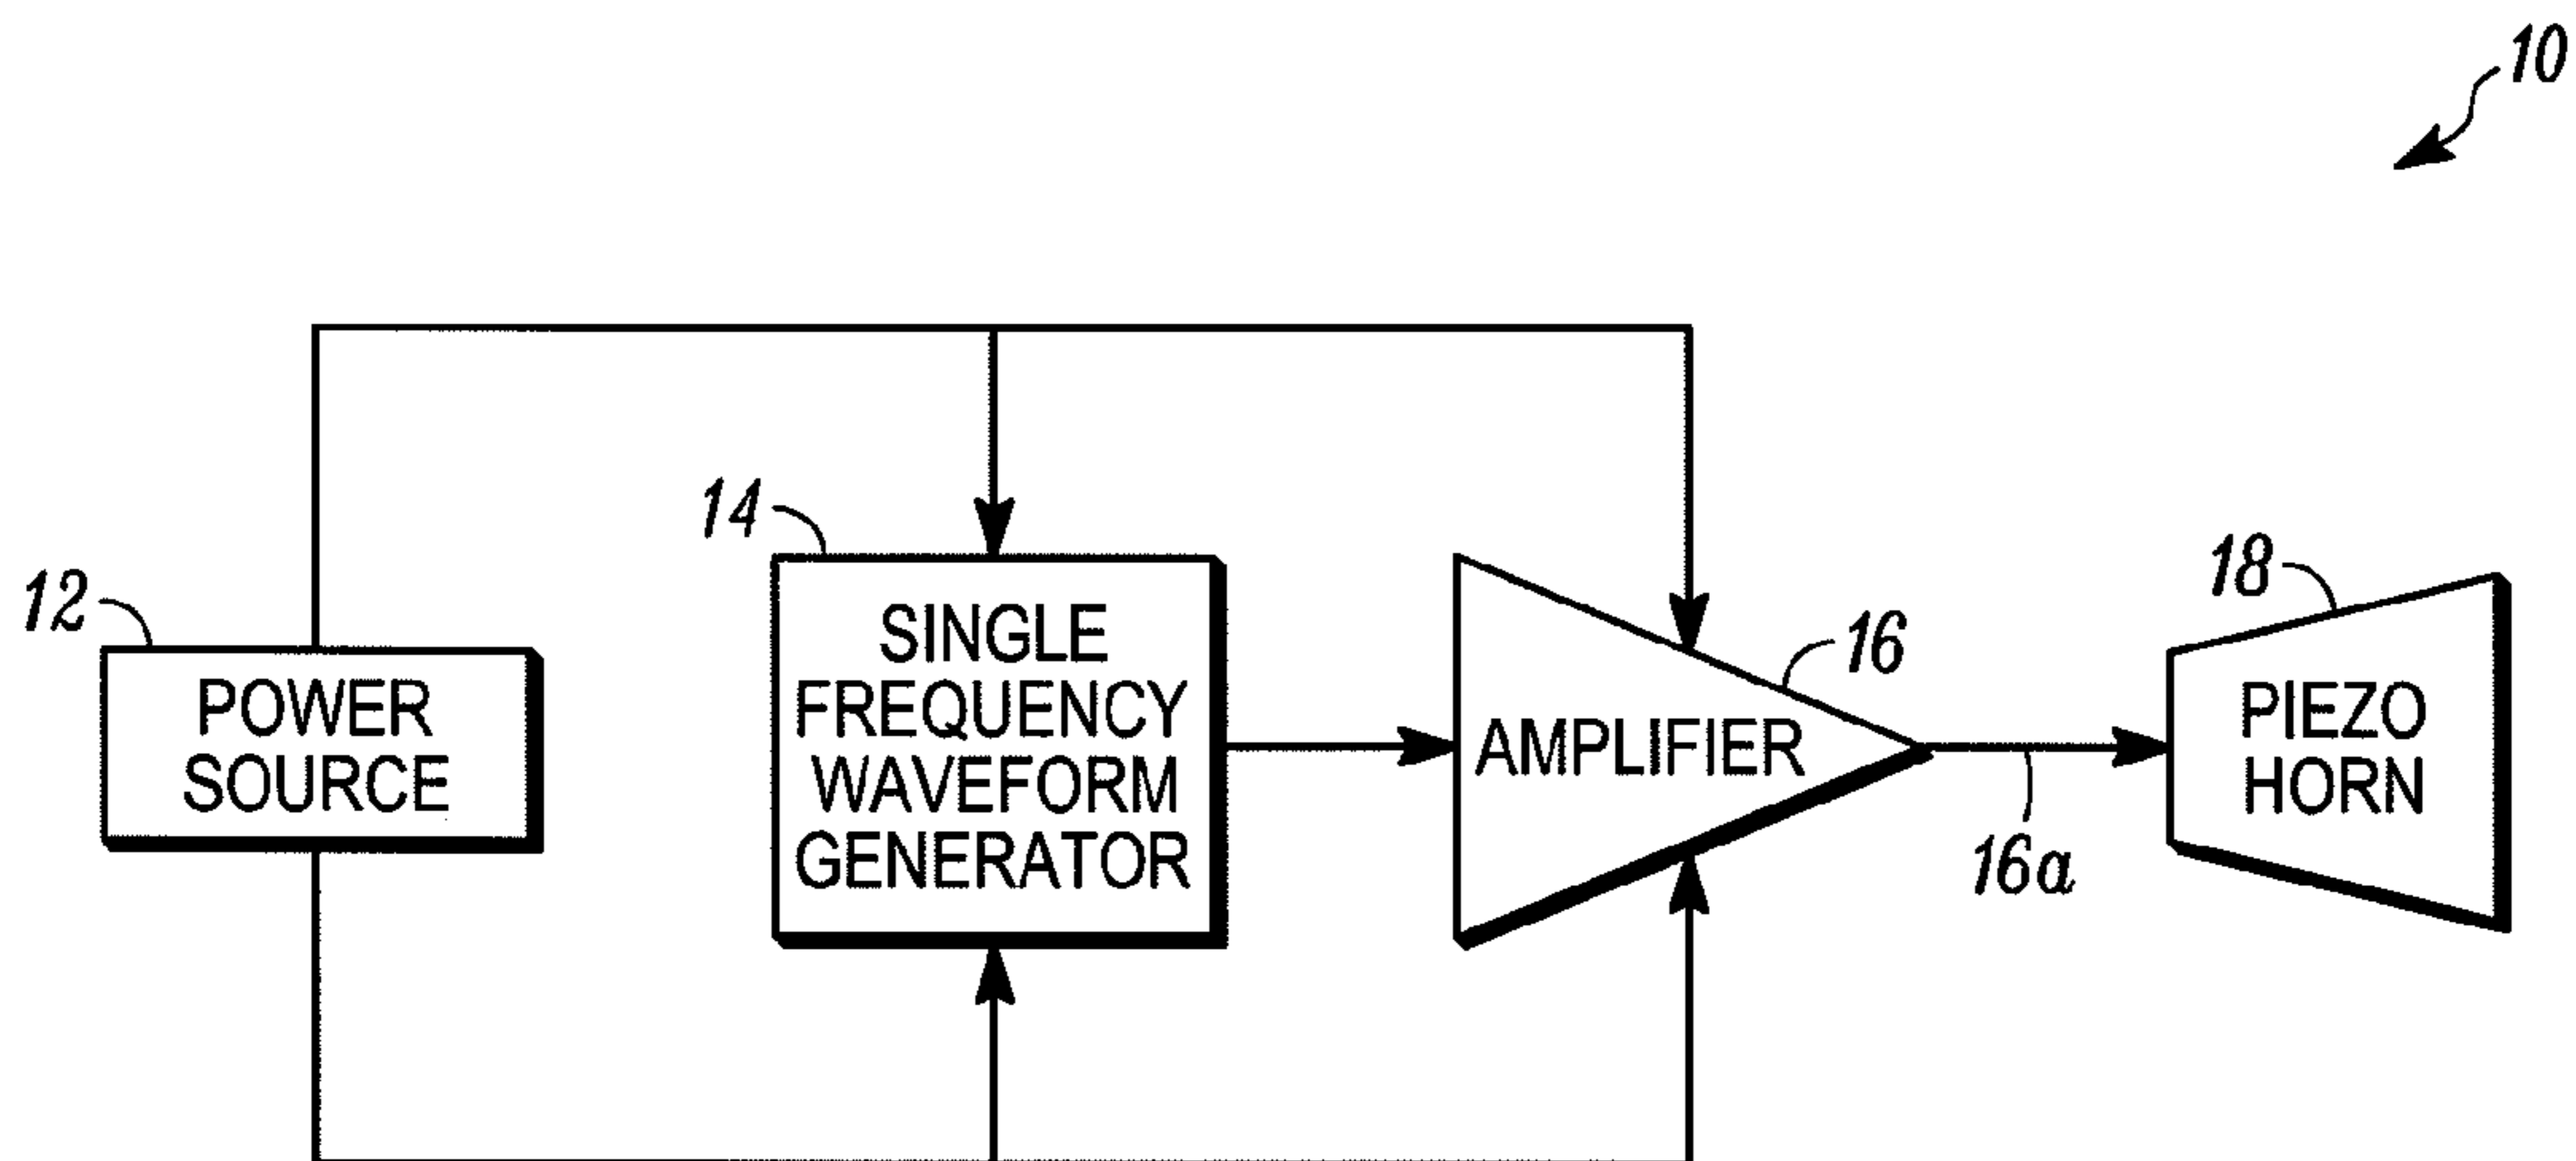 10
14
12
POWER
SOURCE
SINGLE
FREQUENCY
WAVEFORM
GENERATOR
16
AMPLIFIER
16a
18
PIEZO
HORN